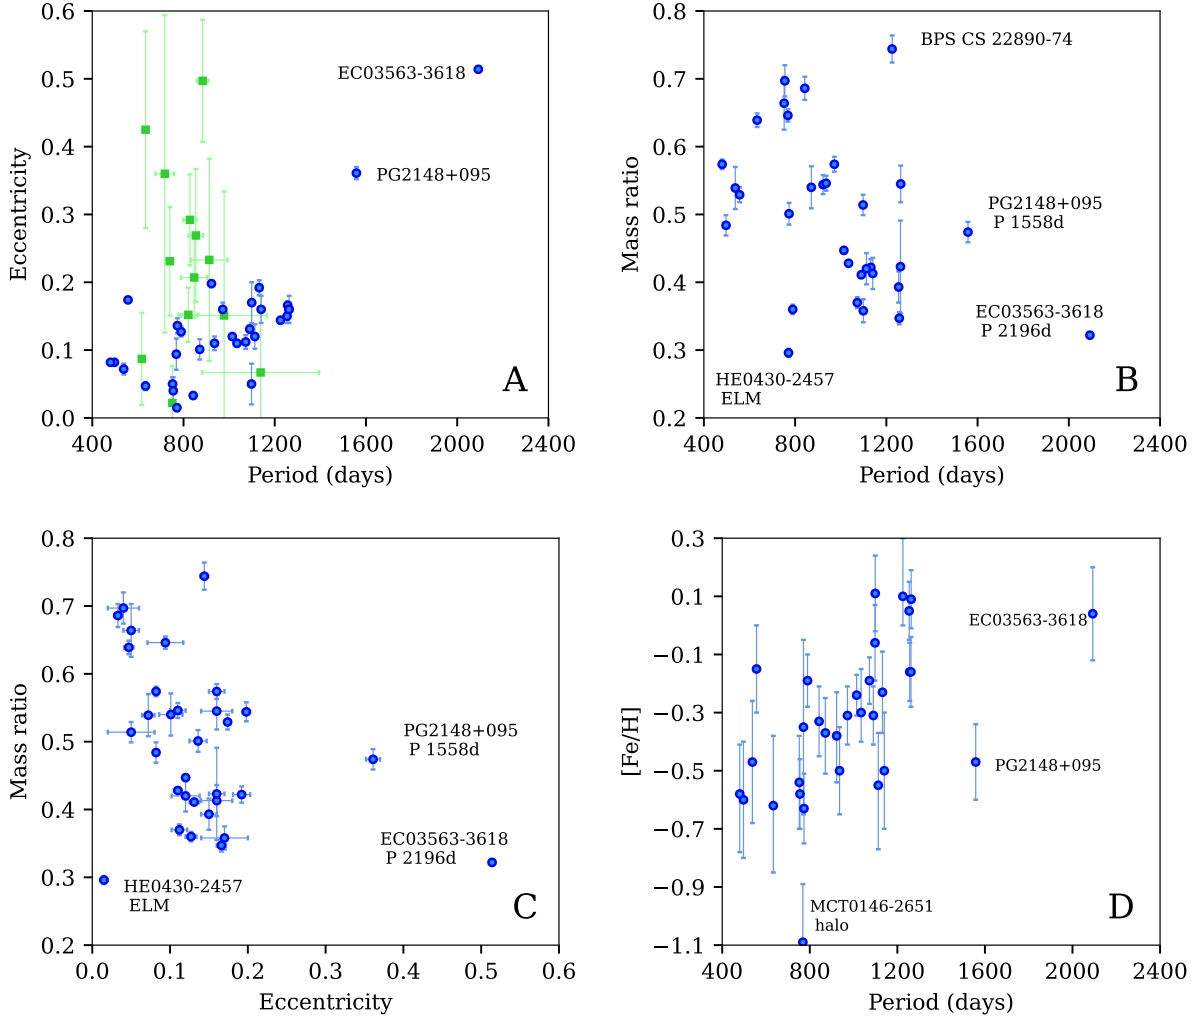 0.6
0.5
0.4
0.3
0.2
0.1
0.0
Eccentricity
EC03563-3618
PG2148+095
A
400
800
1200
1600
2000
2400
Period (days)
0.8
0.7
0.6
0.5
0.4
0.3
0.2
Mass ratio
BPS CS 22890-74
PG2148+095
P 1558d
EC03563-3618
P 2196d
HE0430-2457
ELM
B
400
800
1200
1600
2000
2400
Period (days)
0.8
0.7
0.6
0.5
0.4
0.3
0.2
Mass ratio
PG2148+095
P 1558d
EC03563-3618
P 2196d
HE0430-2457
ELM
C
0.0
0.1
0.2
0.3
0.4
0.5
0.6
Eccentricity
0.3
0.1
−0.1
−0.3
−0.5
−0.7
−0.9
−1.1
[Fe/H]
EC03563-3618
PG2148+095
MCT0146-2651
halo
D
400
800
1200
1600
2000
2400
Period (days)